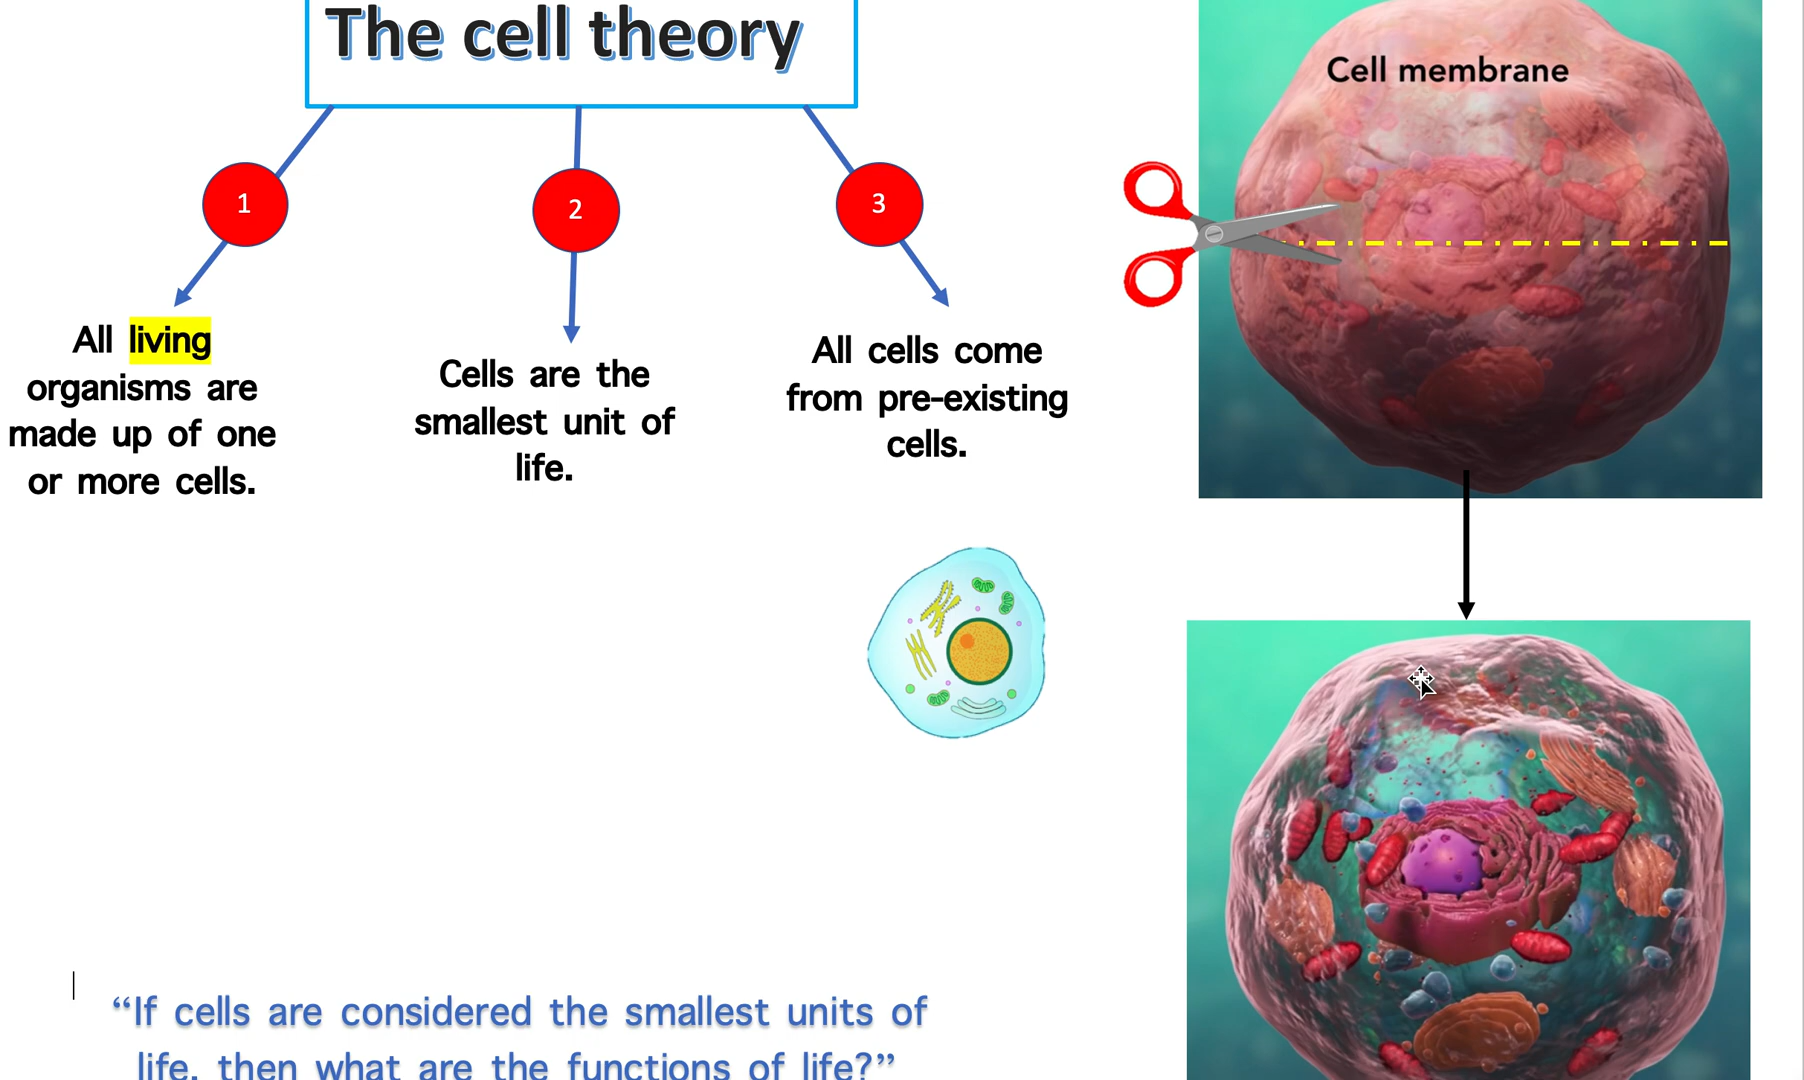 The cell theory
1
2
3
All living
organisms are
made up of one
or more cells.
Cells are the
smallest unit of
life.
All cells come
from pre-existing
cells.
Cell membrane
“If cells are considered the smallest units of
life, then what are the functions of life?”